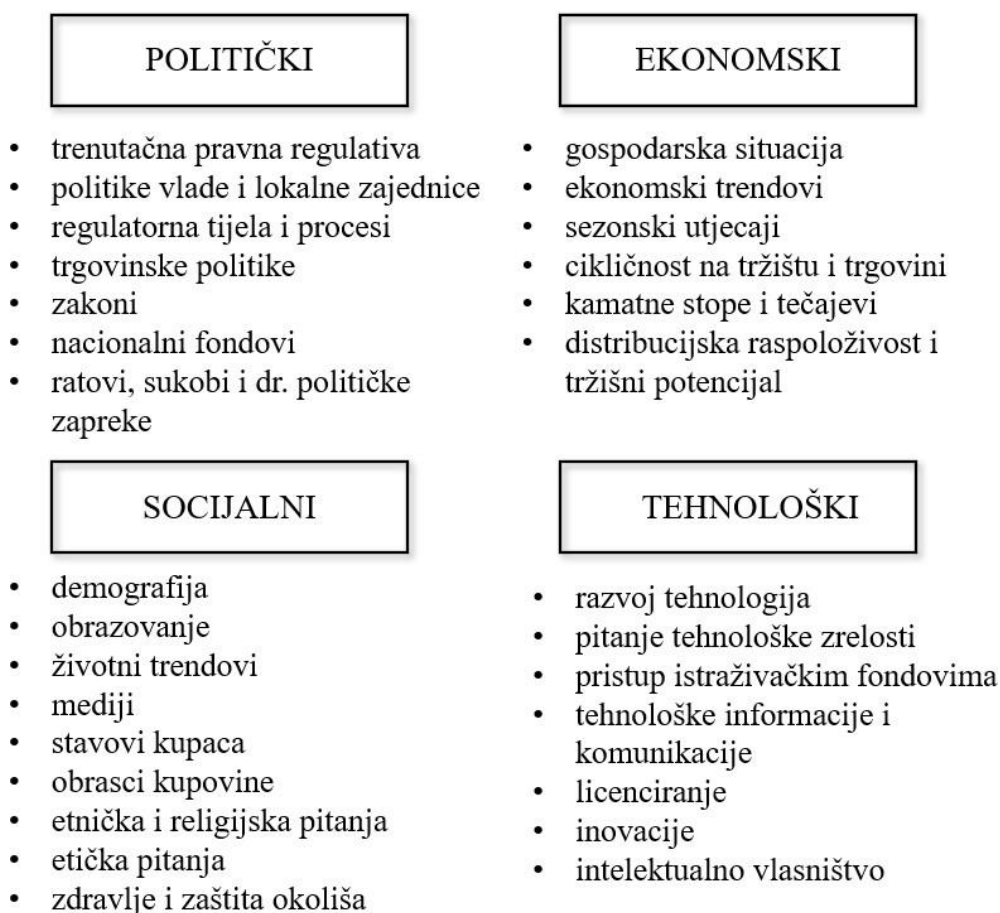 POLITIČKI
• trenutačna pravna regulativa
• politike vlade i lokalne zajednice
• regulatorna tijela i procesi
• trgovinske politike
• zakoni
• nacionalni fondovi
• ratovi, sukobi i dr. političke
zapreke
EKONOMSKI
• gospodarska situacija
• ekonomski trendovi
• sezonski utjecaji
• cikličnost na tržištu i trgovini
• kamatne stope i tečajevi
• distribucijska raspoloživost i
tržišni potencijal
SOCIJALNI
• demografija
• obrazovanje
• životni trendovi
• mediji
• stavovi kupaca
• obrasci kupovine
• etnička i religijska pitanja
• etička pitanja
• zdravlje i zaštita okoliša
TEHNOLOŠKI
• razvoj tehnologija
• pitanje tehnološke zrelosti
• pristup istraživačkim fondovima
• tehnološke informacije i
komunikacije
• licenciranje
• inovacije
• intelektualno vlasništvo